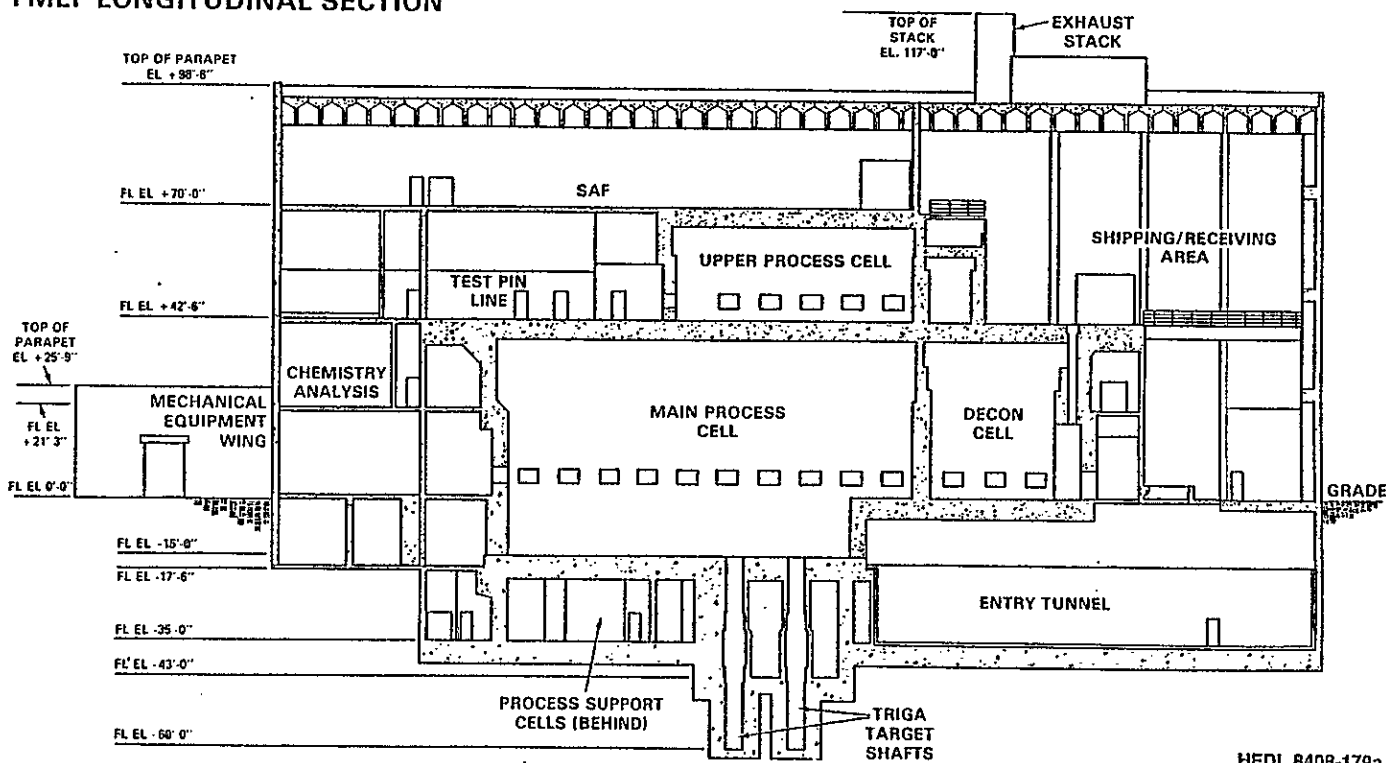 FMEF LONGITUDINAL SECTION
TOP OF
STACK
EL. 117'-0"
EXHAUST
STACK
TOP OF PARAPET
EL +98'-6"
FL EL +70'-0"
SAF
SHIPPING/RECEIVING
AREA
UPPER PROCESS CELL
TEST PIN
LINE
FL EL +42'-6"
TOP OF
PARAPET
EL +25'-9"
CHEMISTRY
ANALYSIS
MECHANICAL
EQUIPMENT
WING
MAIN PROCESS
CELL
DECON
CELL
FL EL
+21' 3"
FL EL 0'-0"
GRADE
FL EL -15'-0"
FL EL -17'-6"
ENTRY TUNNEL
FL EL -35 -0"
FL' EL -43'-0"
PROCESS SUPPORT
CELLS (BEHIND)
TRIGA
TARGET
SHAFTS
FL EL -60' 0"
HEDL 8408-179a